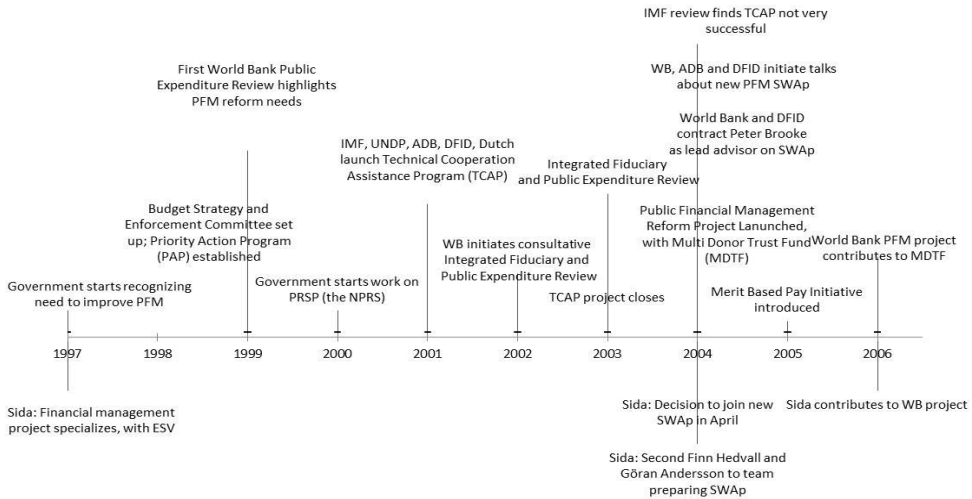 IMF review finds TCAP not very
successful
First World Bank Public
Expenditure Review highlights
PFM reform needs
WB, ADB and DFID initiate talks
about new PFM SWAp
World Bank and DFID
contract Peter Brooke
as lead advisor on SWAp
IMF, UNDP, ADB, DFID, Dutch
launch Technical Cooperation
Assistance Program (TCAP)
Integrated Fiduciary
and Public Expenditure Review
Budget Strategy and
Enforcement Committee set
up; Priority Action Program
(PAP) established
Public Financial Management
Reform Project Lanunched,
with Multi Donor Trust Fund
(MDTF)
WB initiates consultative
Integrated Fiduciary and
Public Expenditure Review
World Bank PFM project
contributes to MDTF
Government starts recognizing
need to improve PFM
Government starts work on
PRSP (the NPRS)
TCAP project closes
Merit Based Pay Initiative
introduced
1997 1998 1999 2000 2001 2002 2003 2004 2005 2006
Sida: Financial management
project specializes, with ESV
Sida: Decision to join new
SWAp in April
Sida contributes to WB project
Sida: Second Finn Hedvall and
Göran Andersson to team
preparing SWAp